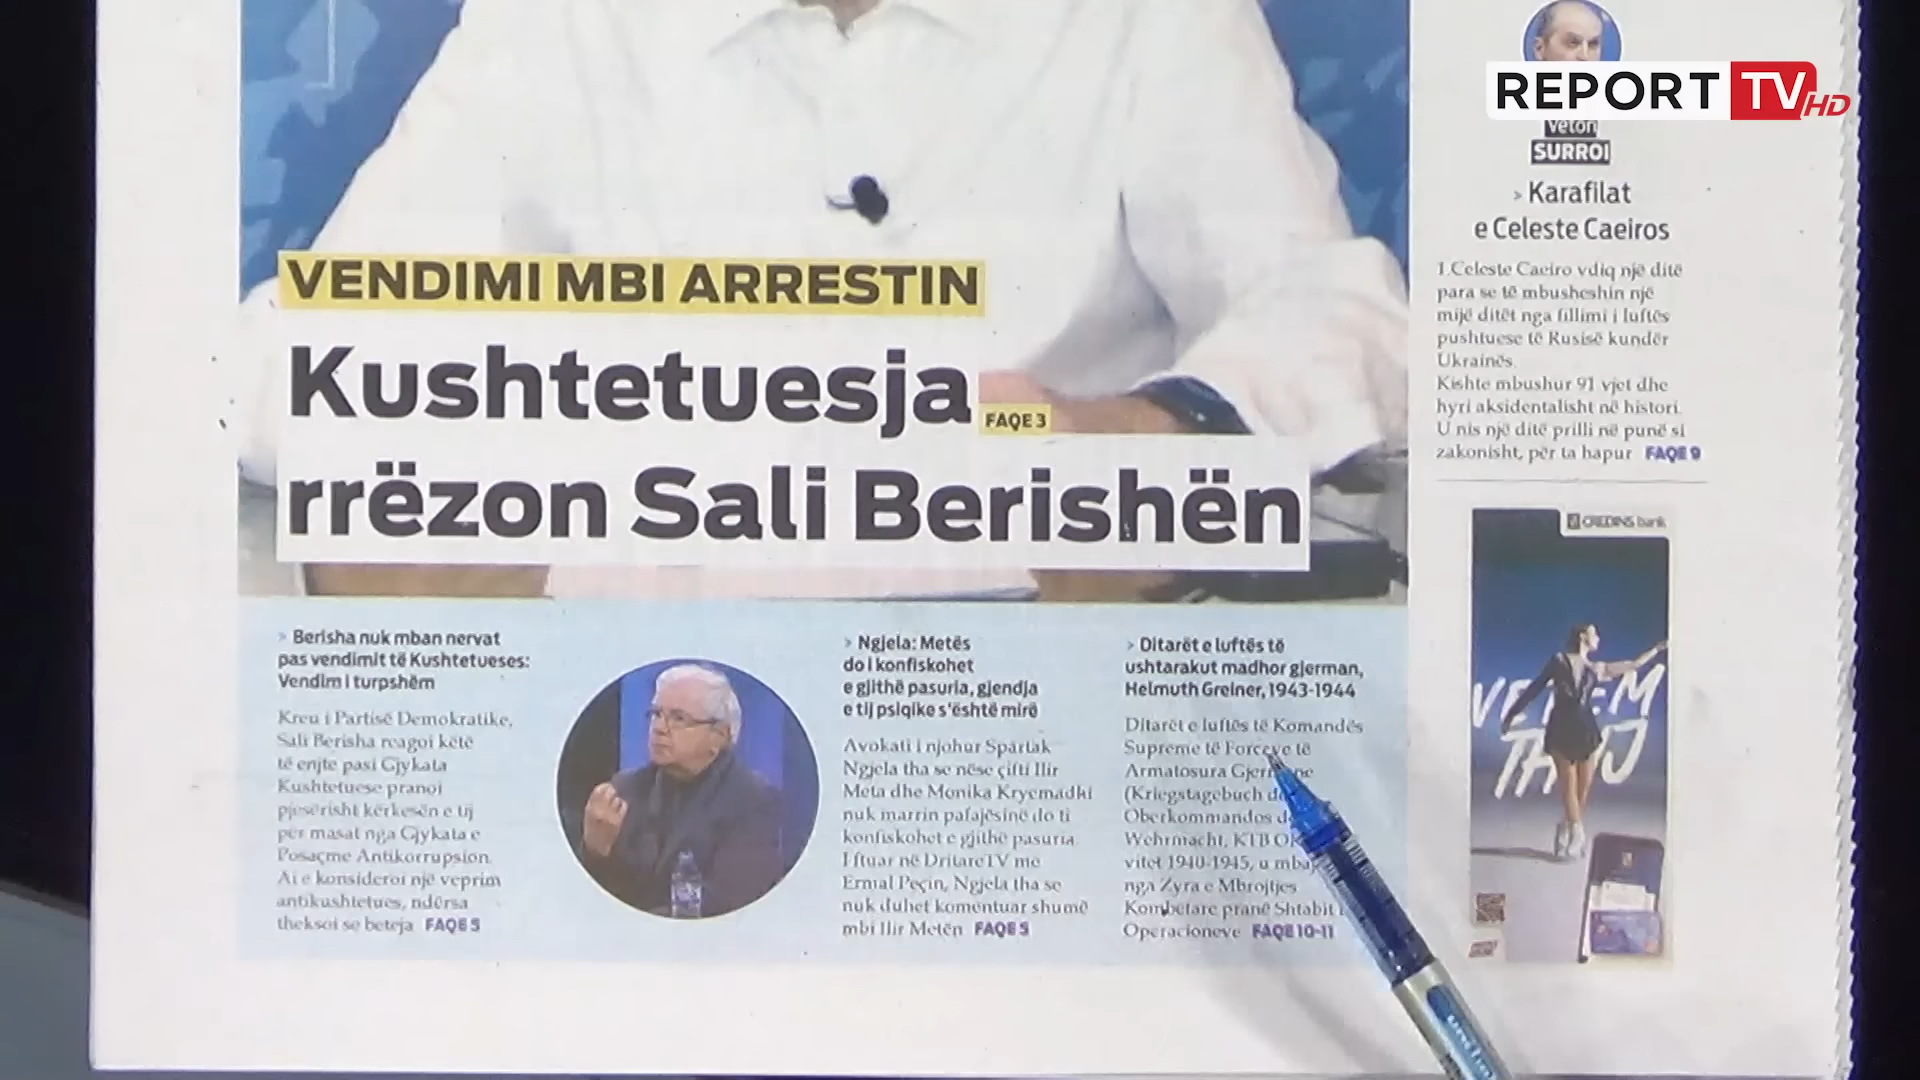 REPORT TV HD
Veton
SURROI
› Karafilat
e Celeste Caeiros
1.Celeste Caeiro vdiq një ditë
para se të mbusheshin një
mijë ditët nga fillimi i luftës
pushtuese të Rusisë kundër
Ukrainës.
Kishte mbushur 91 vjet dhe
hyri aksidentalisht në histori.
U nis një ditë prilli në punë si
zakonisht, për ta hapur FAQE 9
VENDIMI MBI ARRESTIN
Kushtetuesja
FAQE 3
rrëzon Sali Berishën
› Berisha nuk mban nervat
pas vendimit të Kushtetueses:
Vendim i turpshëm
Kreu i Partisë Demokratike,
Sali Berisha reagoi këtë
të enjte pasi Gjykata
Kushtetuese pranoi
pjesërisht kërkesën e tij
për masat nga Gjykata e
Posaçme Antikorrupsion.
Ai e konsideroi një veprim
antikushtetues, ndërsa
theksoi se beteja FAQE 5
› Ngjela: Metës
do i konfiskohet
e gjithë pasuria, gjendja
e tij psiqike s'është mirë
Avokati i njohur Spartak
Ngjela tha se nëse çifti Ilir
Meta dhe Monika Kryemadki
nuk marrin pafajësinë do ti
konfiskohet e gjithë pasuria.
I ftuar në DritareTV me
Ermal Peçin, Ngjela tha se
nuk duhet komentuar shumë
mbi Ilir Metën FAQE 5
› Ditarët e luftës të
ushtarakut madhor gjerman,
Helmuth Greiner, 1943-1944
Ditarët e luftës të Komandës
Supreme të Forcave të
Armatosura
(Kriegstagebuch
Oberkommandos
Wehrmacht, KTB
vitet 1940-1945, u
nga Zyra e Mbrojtjes
Kombëtare pranë Shtabit
Operacioneve FAQE 10-11
CREDINS bank
VETËM